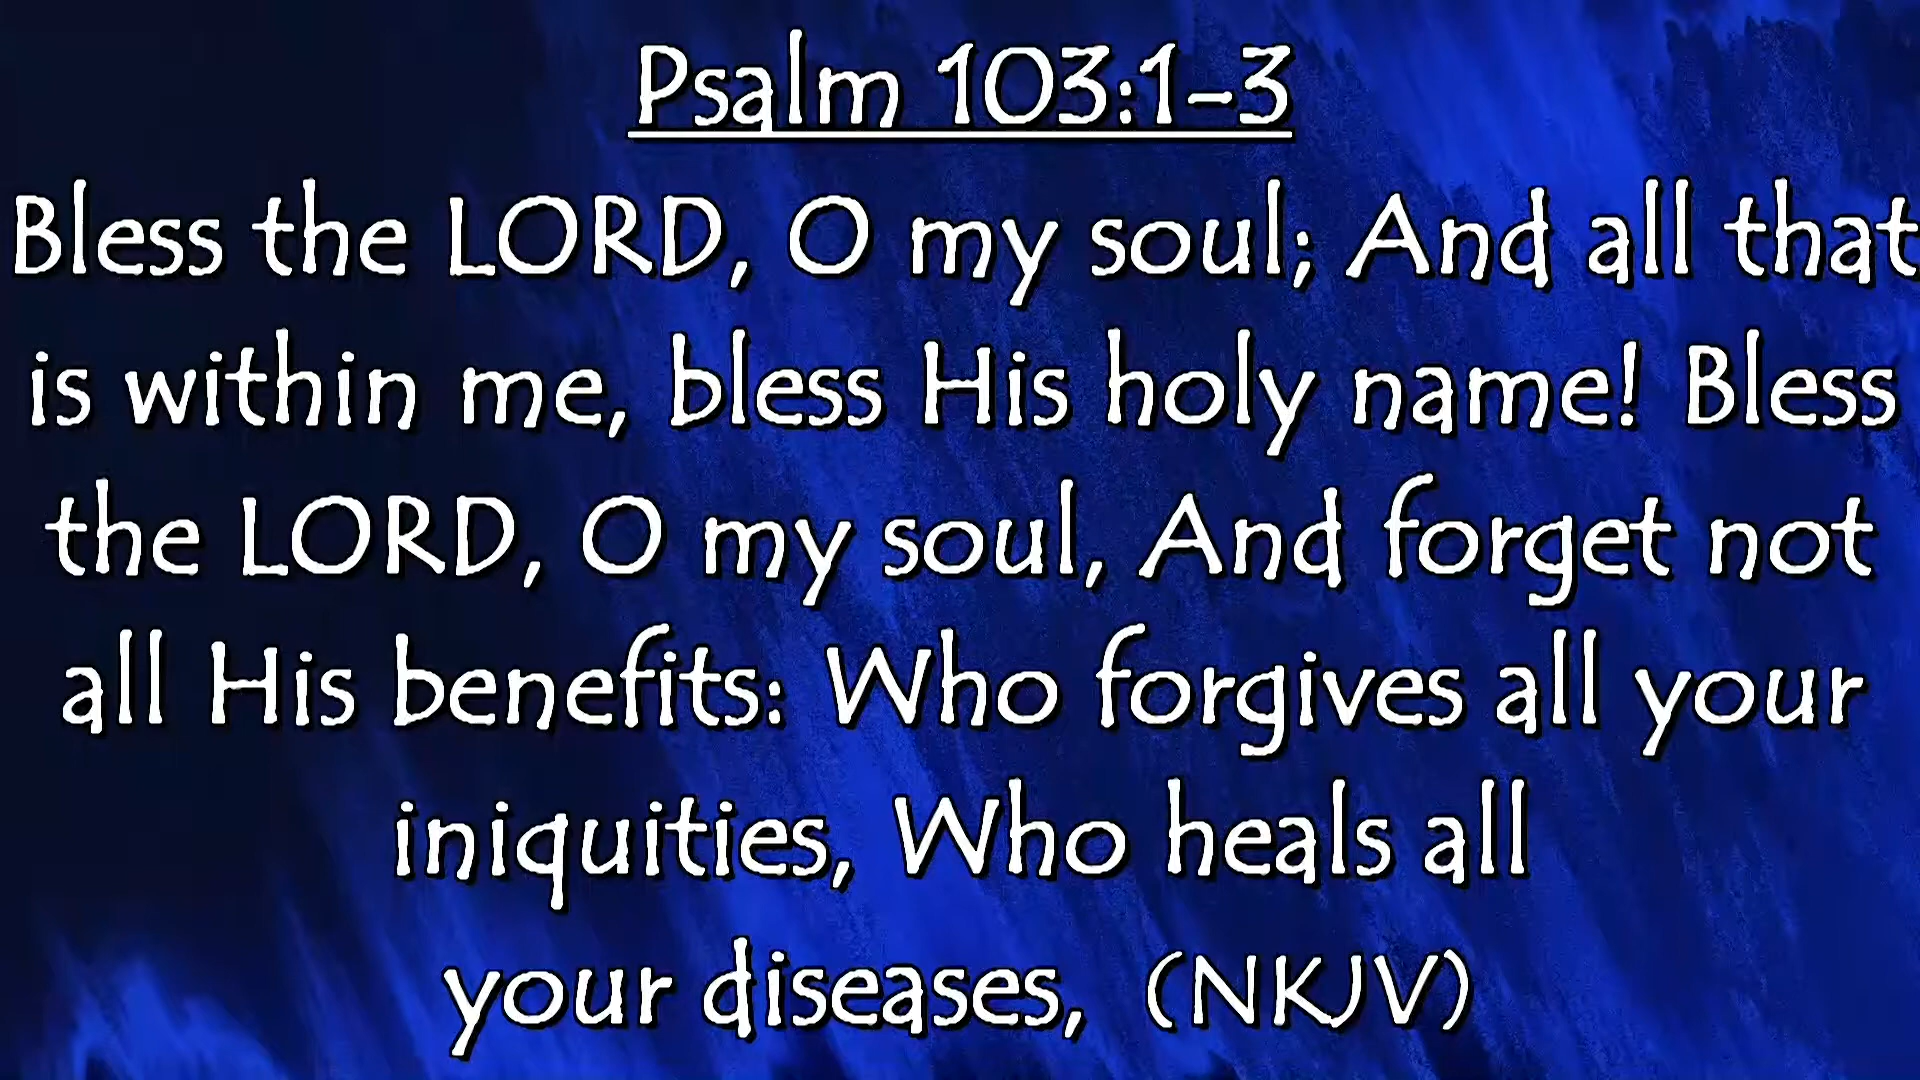 Psalm 103:1-3
Bless the LORD, O my soul; And all that
is within me, bless His holy name! Bless
the LORD, O my soul, And forget not
all His benefits: Who forgives all your
iniquities, Who heals all
your diseases, (NKJV)